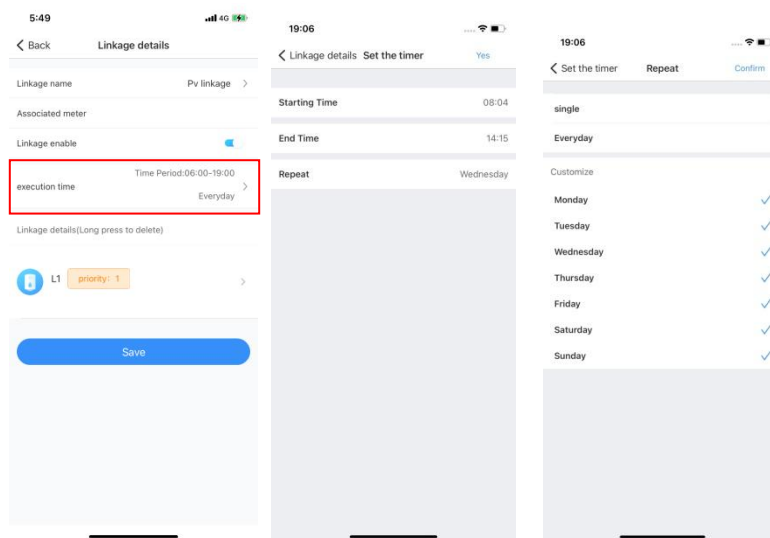 5:49
4G
Back Linkage details
Linkage name Pv linkage
Associated meter
Linkage enable
execution time
Time Period:06:00-19:00
Everyday
Linkage details(Long press to delete)
L1 priority: 1
Save
19:06
Linkage details Set the timer Yes
Starting Time 08:04
End Time 14:15
Repeat Wednesday
19:06
Set the timer Repeat Confirm
single
Everyday
Customize
Monday
Tuesday
Wednesday
Thursday
Friday
Saturday
Sunday